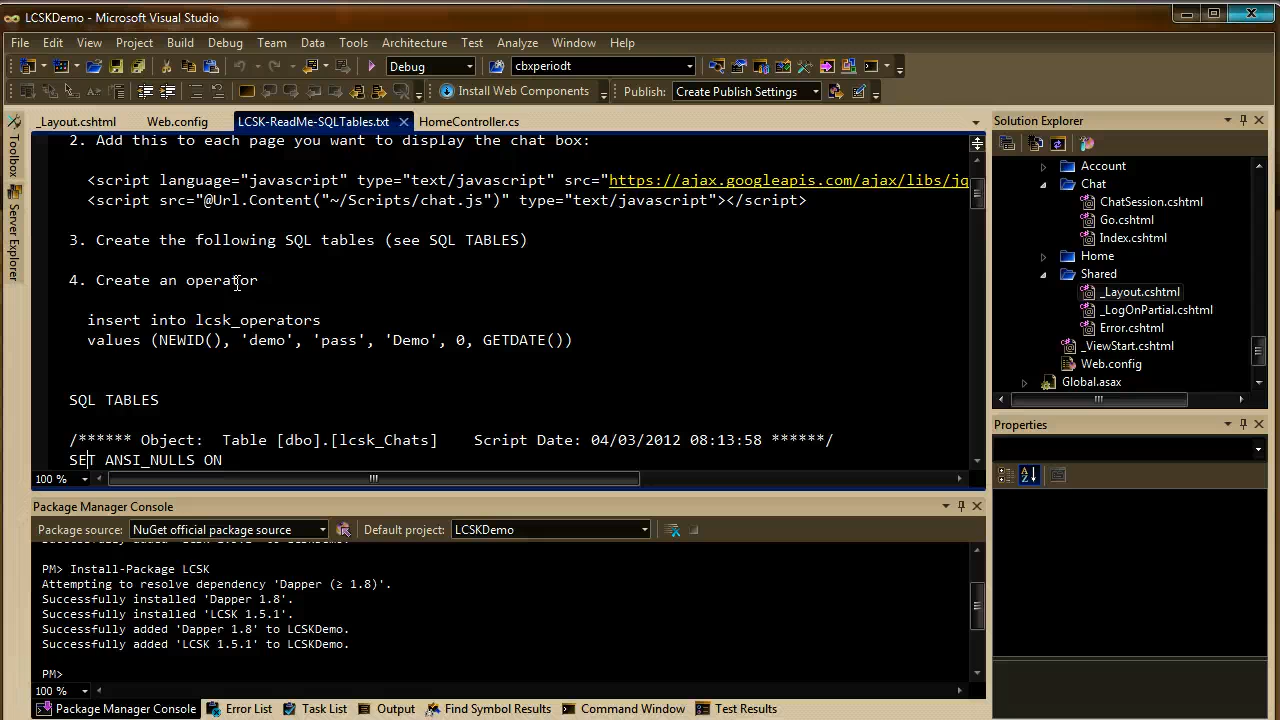 LCSKDemo - Microsoft Visual Studio
File Edit View Project Build Debug Team Data Tools Architecture Test Analyze Window Help
Debug cbxperiodt
Install Web Components Publish: Create Publish Settings
Toolbox
Server Explorer
_Layout.cshtml Web.config LCSK-ReadMe-SQLTables.txt HomeController.cs
2. Add this to each page you want to display the chat box:
<script language="javascript" type="text/javascript" src="https://ajax.googleapis.com/ajax/libs/jq
<script src="@Url.Content("~/Scripts/chat.js")" type="text/javascript"></script>
3. Create the following SQL tables (see SQL TABLES)
4. Create an operator
insert into lcsk_operators
values (NEWID(), 'demo', 'pass', 'Demo', 0, GETDATE())
SQL TABLES
/****** Object:  Table [dbo].[lcsk_Chats]    Script Date: 04/03/2012 08:13:58 ******/
SET ANSI_NULLS ON
100 %
Solution Explorer
Account
Chat
ChatSession.cshtml
Go.cshtml
Index.cshtml
Home
Shared
_Layout.cshtml
_LogOnPartial.cshtml
Error.cshtml
_ViewStart.cshtml
Web.config
Global.asax
Properties
Package Manager Console
Package source: NuGet official package source Default project: LCSKDemo
PM> Install-Package LCSK
Attempting to resolve dependency 'Dapper (≥ 1.8)'.
Successfully installed 'Dapper 1.8'.
Successfully installed 'LCSK 1.5.1'.
Successfully added 'Dapper 1.8' to LCSKDemo.
Successfully added 'LCSK 1.5.1' to LCSKDemo.
PM>
100 %
Package Manager Console Error List Task List Output Find Symbol Results Command Window Test Results